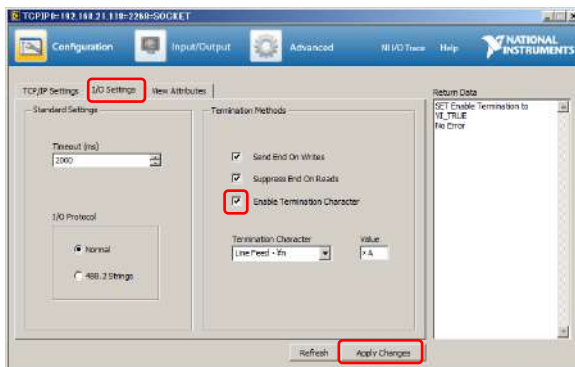 TCPIP0::192.168.21.118::2268::SOCKET
Configuration
Input/Output
Advanced
NI I/O Trace
Help
NATIONAL
INSTRUMENTS
TCP/IP Settings
I/O Settings
View Attributes
Return Data
Standard Settings
Termination Methods
SET Enable Termination to
VI_TRUE
No Error
Timeout (ms)
2000
Send End On Writes
Suppress End On Reads
Enable Termination Character
I/O Protocol
Normal
488.2 Strings
Termination Character
Value
Line Feed - ¥n
xA
Refresh
Apply Changes